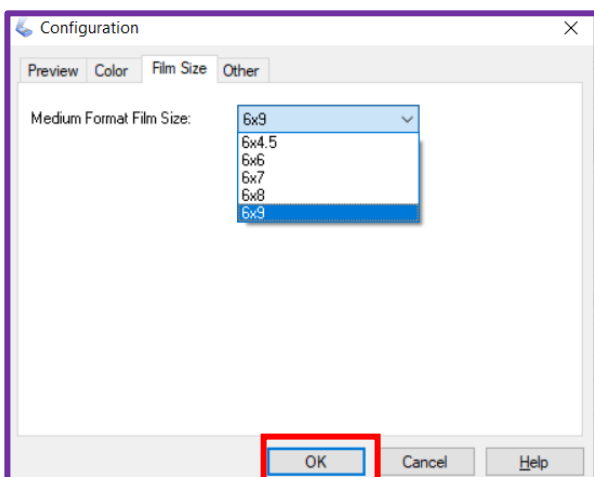 Configuration
Preview Color Film Size Other
Medium Format Film Size: 6x9
6x4.5
6x6
6x7
6x8
6x9
OK Cancel Help